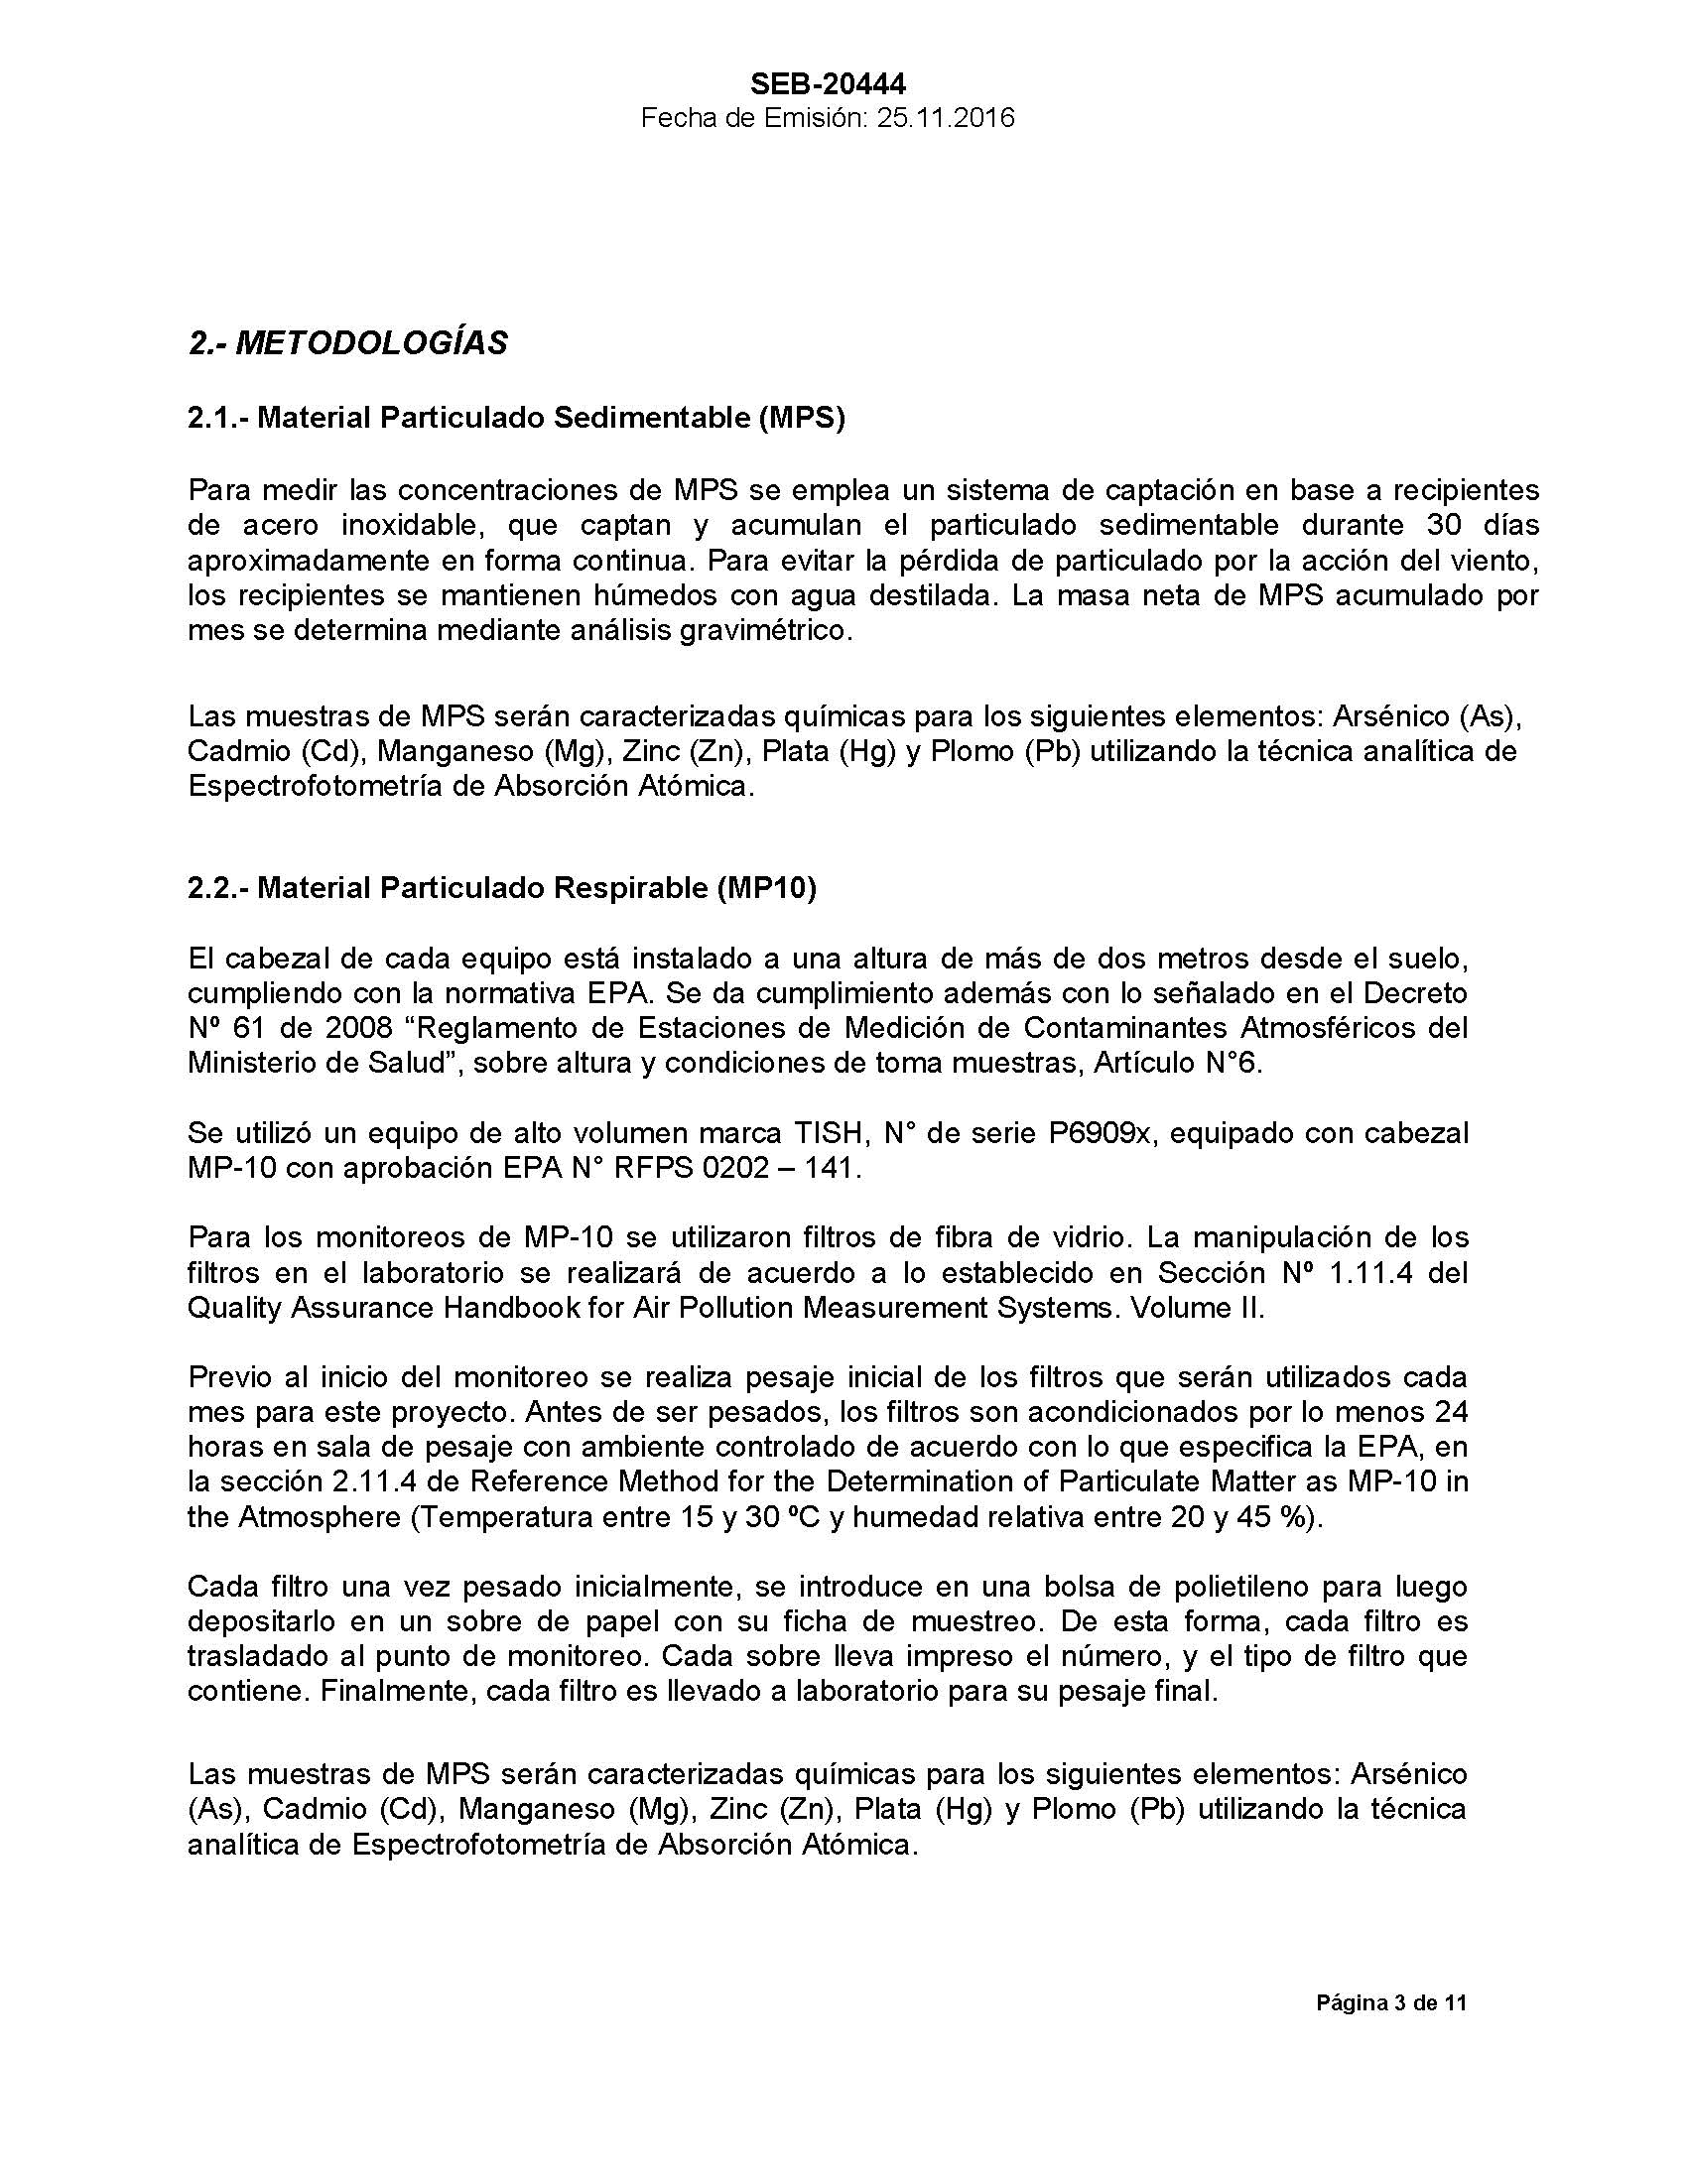 SEB-20444
Fecha de Emisión: 25.11.2016
2.- METODOLOGÍAS
2.1.- Material Particulado Sedimentable (MPS)
Para medir las concentraciones de MPS se emplea un sistema de captación en base a recipientes
de acero inoxidable, que captan y acumulan el particulado sedimentable durante 30 días
aproximadamente en forma continua. Para evitar la pérdida de particulado por la acción del viento,
los recipientes se mantienen húmedos con agua destilada. La masa neta de MPS acumulado por
mes se determina mediante análisis gravimétrico.
Las muestras de MPS serán caracterizadas químicas para los siguientes elementos: Arsénico (As),
Cadmio (Cd), Manganeso (Mg), Zinc (Zn), Plata (Hg) y Plomo (Pb) utilizando la técnica analítica de
Espectrofotometría de Absorción Atómica.
2.2.- Material Particulado Respirable (MP10)
El cabezal de cada equipo está instalado a una altura de más de dos metros desde el suelo,
cumpliendo con la normativa EPA. Se da cumplimiento además con lo señalado en el Decreto
Nº 61 de 2008 “Reglamento de Estaciones de Medición de Contaminantes Atmosféricos del
Ministerio de Salud”, sobre altura y condiciones de toma muestras, Artículo N°6.
Se utilizó un equipo de alto volumen marca TISH, N° de serie P6909x, equipado con cabezal
MP-10 con aprobación EPA N° RFPS 0202 – 141.
Para los monitoreos de MP-10 se utilizaron filtros de fibra de vidrio. La manipulación de los
filtros en el laboratorio se realizará de acuerdo a lo establecido en Sección Nº 1.11.4 del
Quality Assurance Handbook for Air Pollution Measurement Systems. Volume II.
Previo al inicio del monitoreo se realiza pesaje inicial de los filtros que serán utilizados cada
mes para este proyecto. Antes de ser pesados, los filtros son acondicionados por lo menos 24
horas en sala de pesaje con ambiente controlado de acuerdo con lo que especifica la EPA, en
la sección 2.11.4 de Reference Method for the Determination of Particulate Matter as MP-10 in
the Atmosphere (Temperatura entre 15 y 30 ºC y humedad relativa entre 20 y 45 %).
Cada filtro una vez pesado inicialmente, se introduce en una bolsa de polietileno para luego
depositarlo en un sobre de papel con su ficha de muestreo. De esta forma, cada filtro es
trasladado al punto de monitoreo. Cada sobre lleva impreso el número, y el tipo de filtro que
contiene. Finalmente, cada filtro es llevado a laboratorio para su pesaje final.
Las muestras de MPS serán caracterizadas químicas para los siguientes elementos: Arsénico
(As), Cadmio (Cd), Manganeso (Mg), Zinc (Zn), Plata (Hg) y Plomo (Pb) utilizando la técnica
analítica de Espectrofotometría de Absorción Atómica.
Página 3 de 11